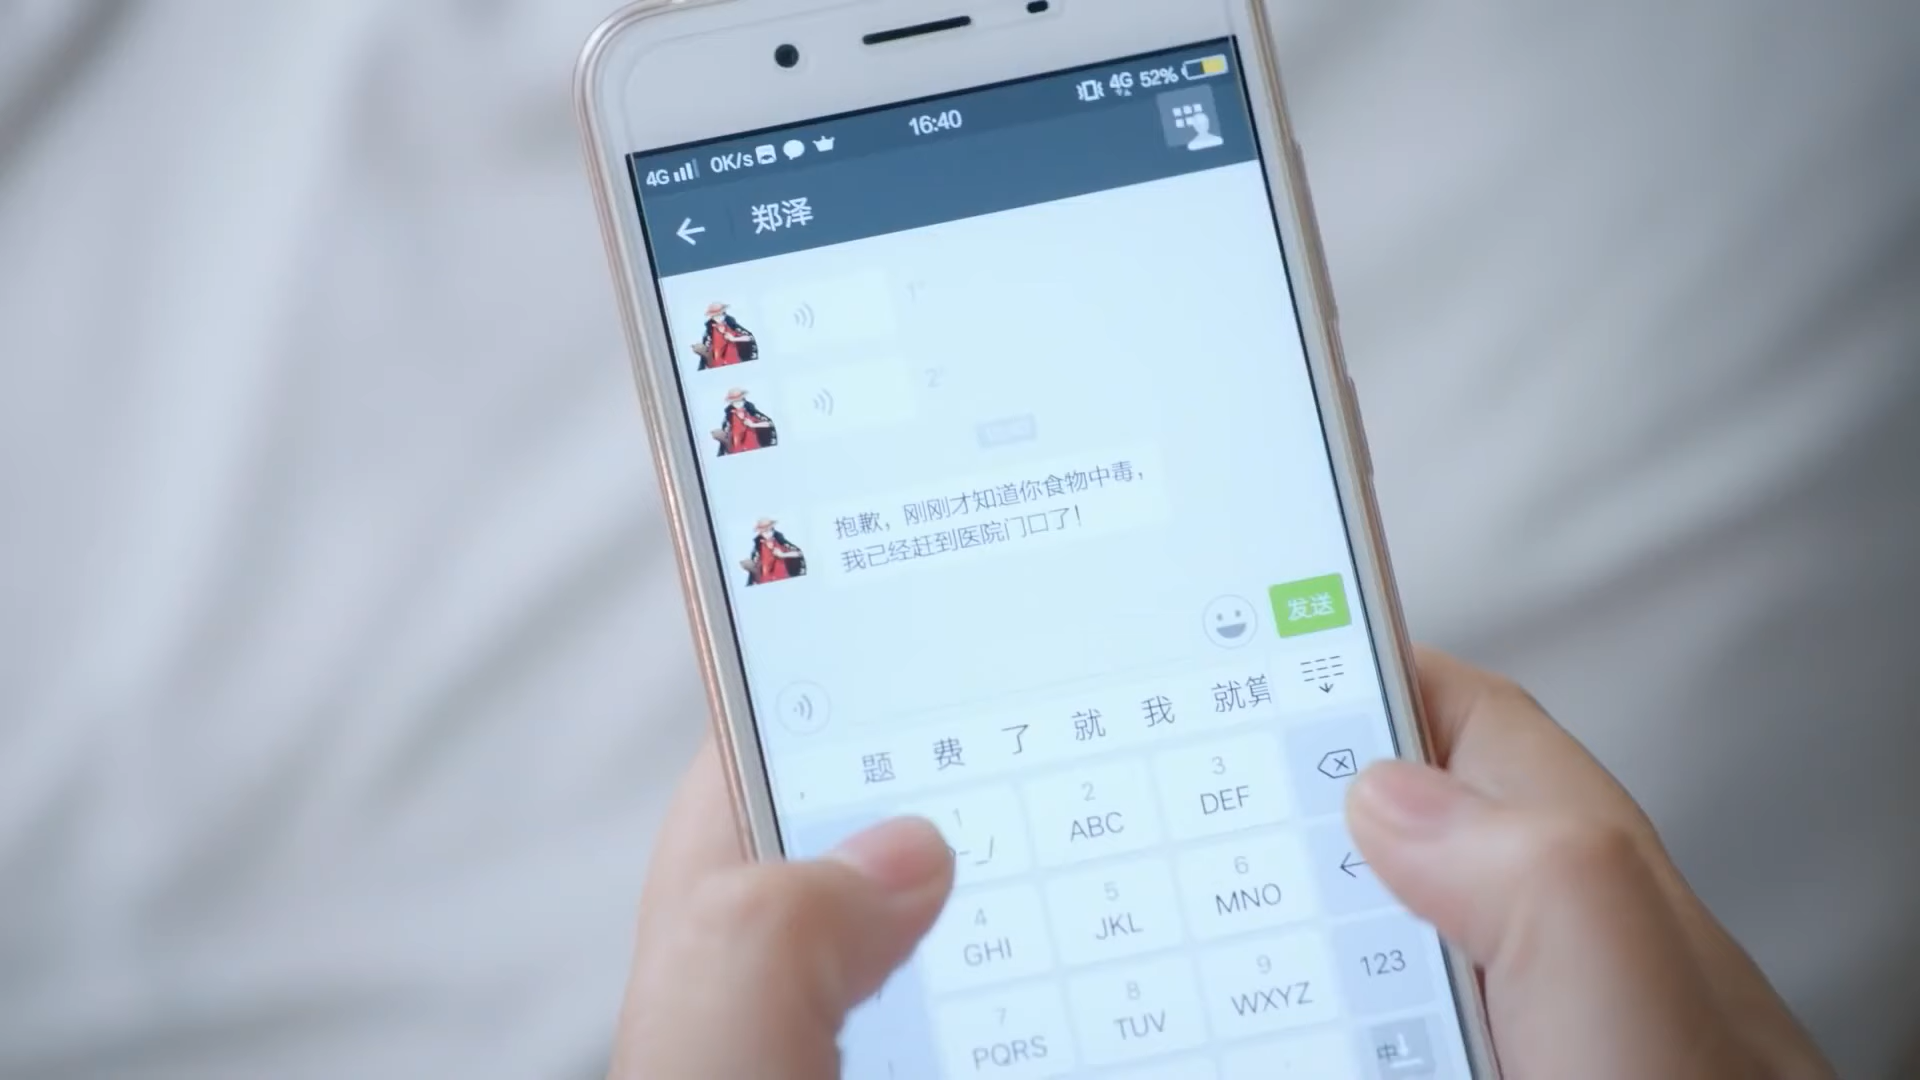 4G 0K/s 16:40 4G 52%
郑泽
1"
2"
抱歉，刚刚才知道你食物中毒，
我已经赶到医院门口了！
发送
， 题 费 了 就 我 就算
1
2
ABC
3
DEF
4
GHI
5
JKL
6
MNO
7
PQRS
8
TUV
9
WXYZ
123
中